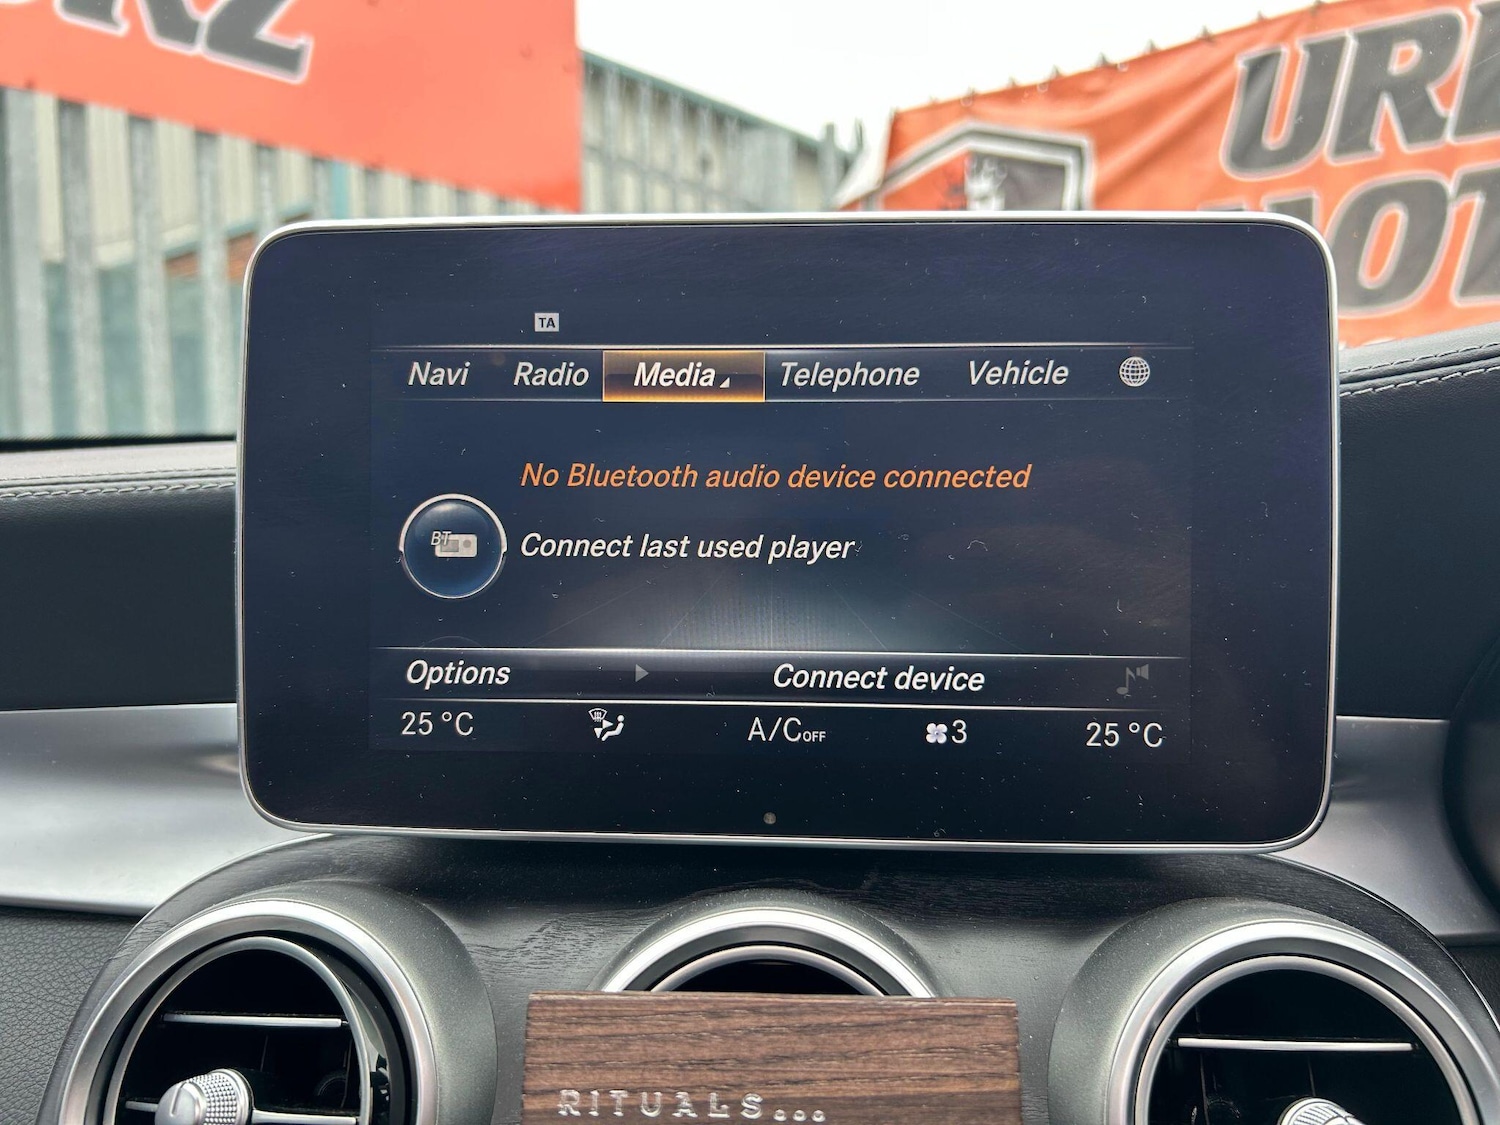 TA
Navi Radio Media Telephone Vehicle
No Bluetooth audio device connected
BT
Connect last used player
Options Connect device
25 °C A/C OFF 3 25 °C
RITUALS...